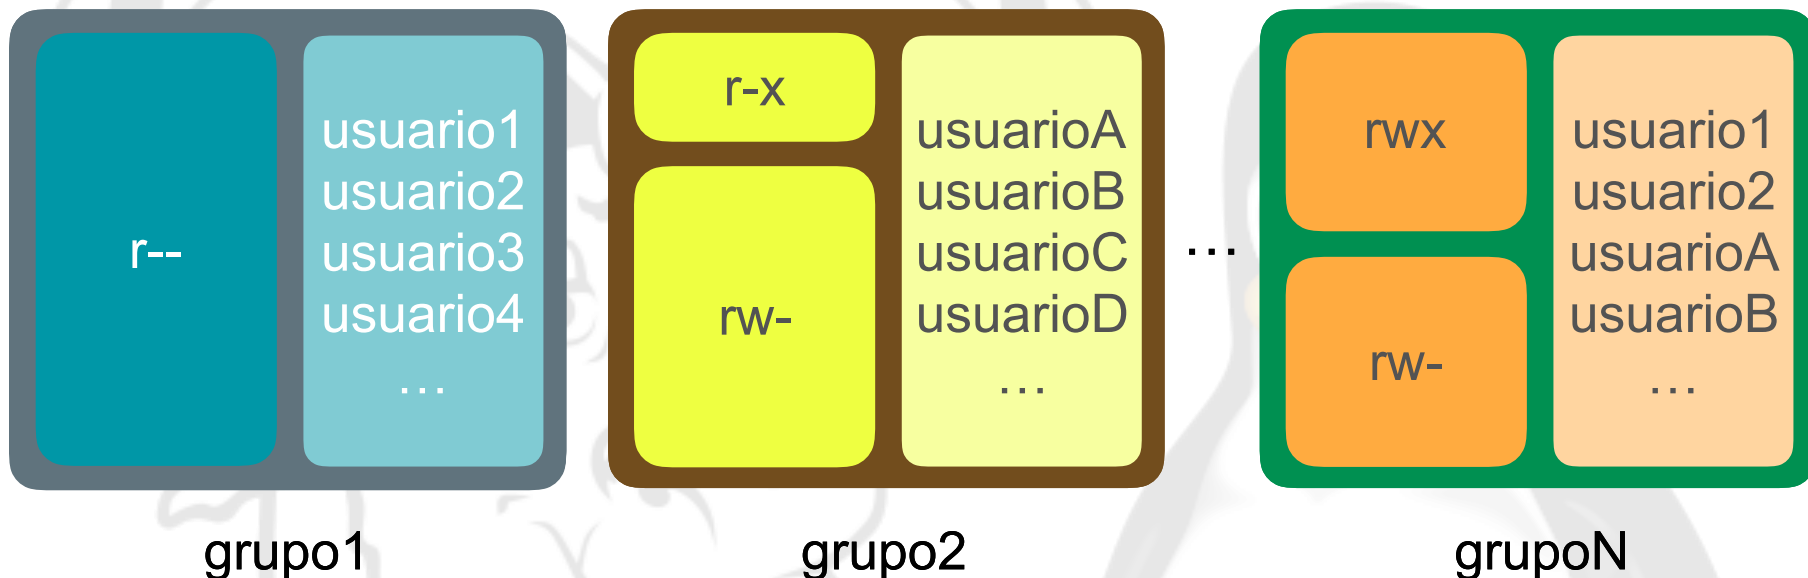 r--
usuario1
usuario2
usuario3
usuario4
...
grupo1
r-x
rw-
usuarioA
usuarioB
usuarioC
usuarioD
...
grupo2
...
rwx
rw-
usuario1
usuario2
usuarioA
usuarioB
...
grupoN